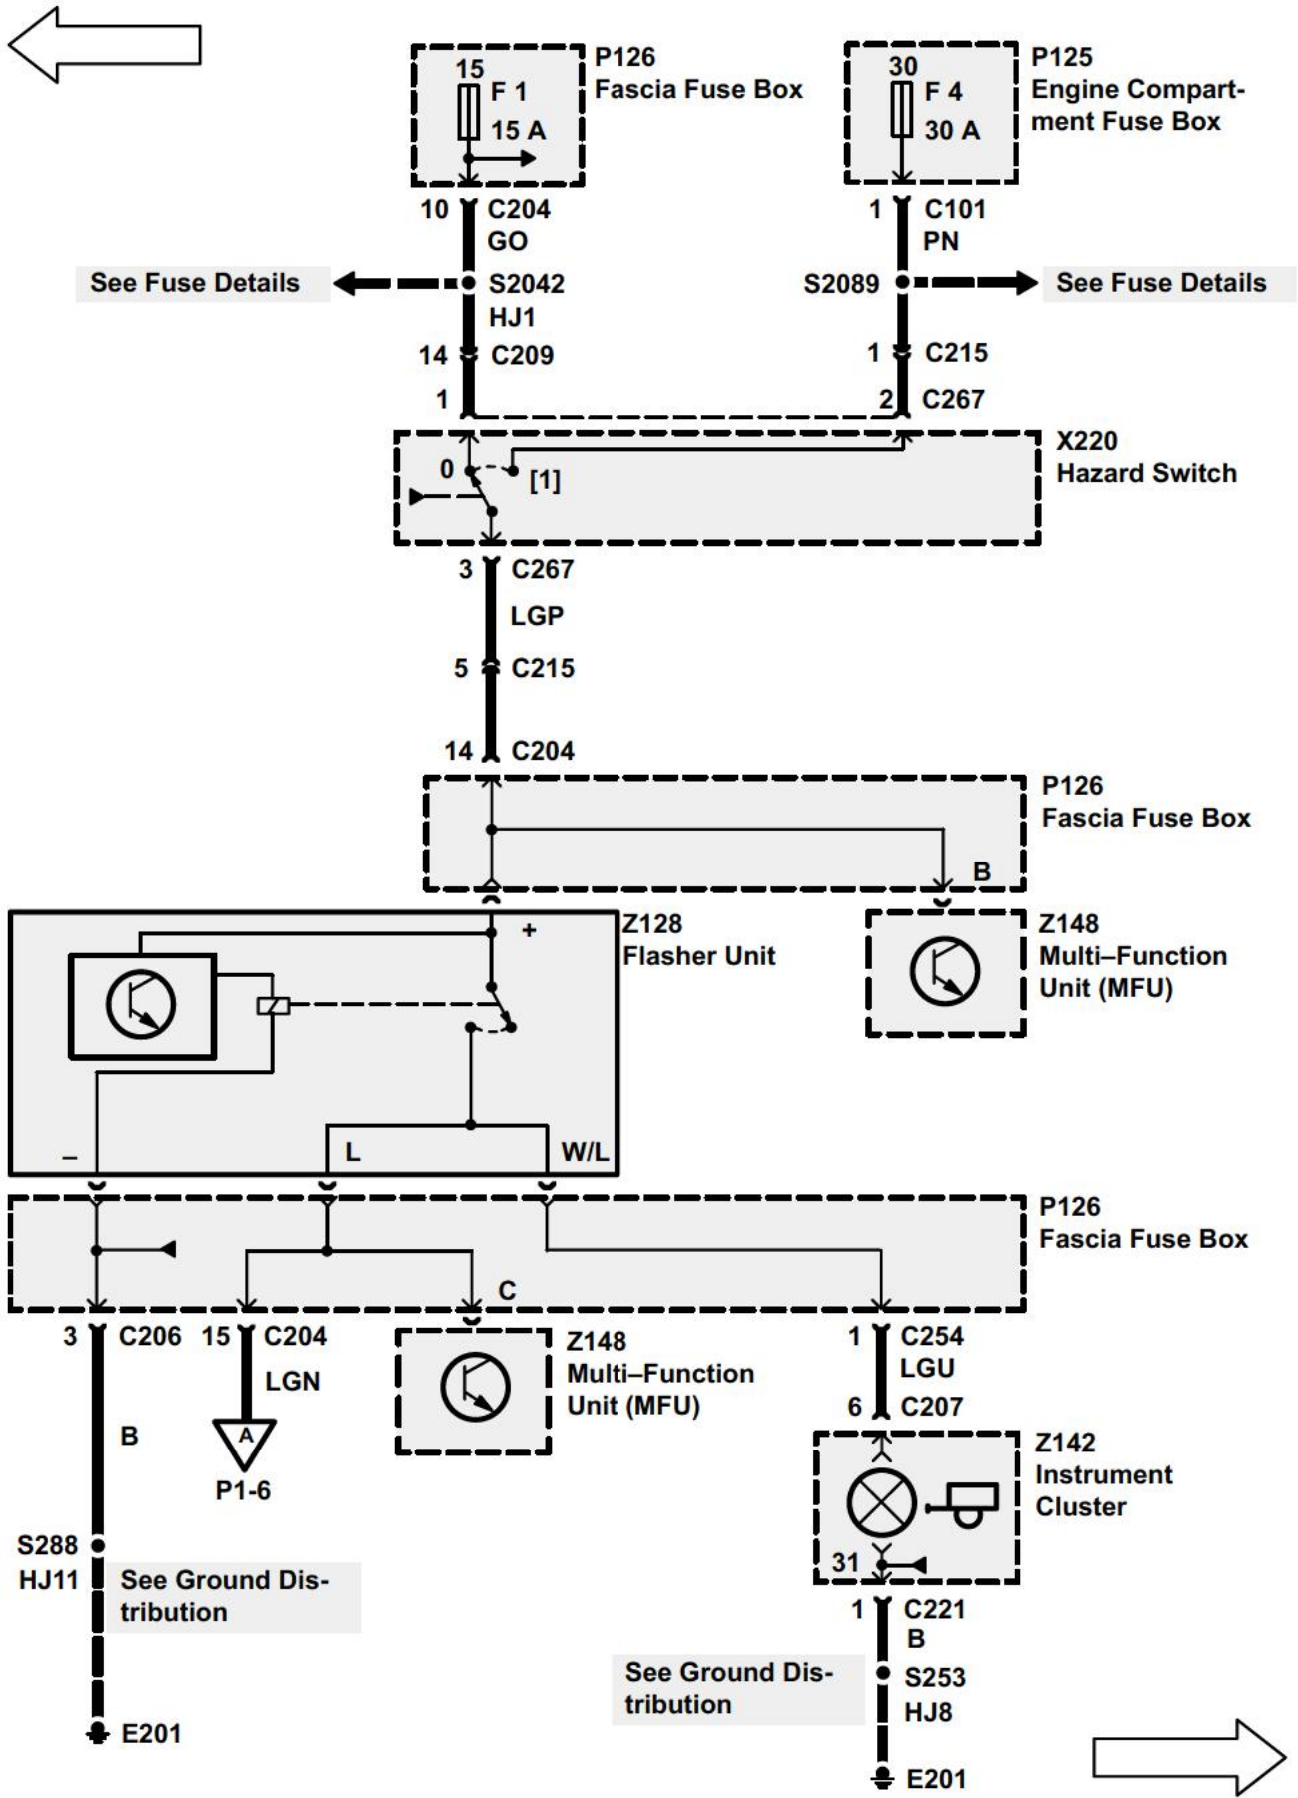 P126
Fascia Fuse Box
15
F 1
15 A
P125
Engine Compart-
ment Fuse Box
30
F 4
30 A
10 C204
GO
1 C101
PN
See Fuse Details
S2042
HJ1
S2089
See Fuse Details
14 C209
1 C215
1
2 C267
X220
Hazard Switch
0
[1]
3 C267
LGP
5 C215
14 C204
P126
Fascia Fuse Box
B
Z128
Flasher Unit
+
Z148
Multi–Function
Unit (MFU)
–
L
W/L
P126
Fascia Fuse Box
C
3 C206
15 C204
LGN
A
P1-6
Z148
Multi–Function
Unit (MFU)
1 C254
LGU
6 C207
B
Z142
Instrument
Cluster
31
S288
HJ11
See Ground Dis-
tribution
E201
1 C221
B
See Ground Dis-
tribution
S253
HJ8
E201